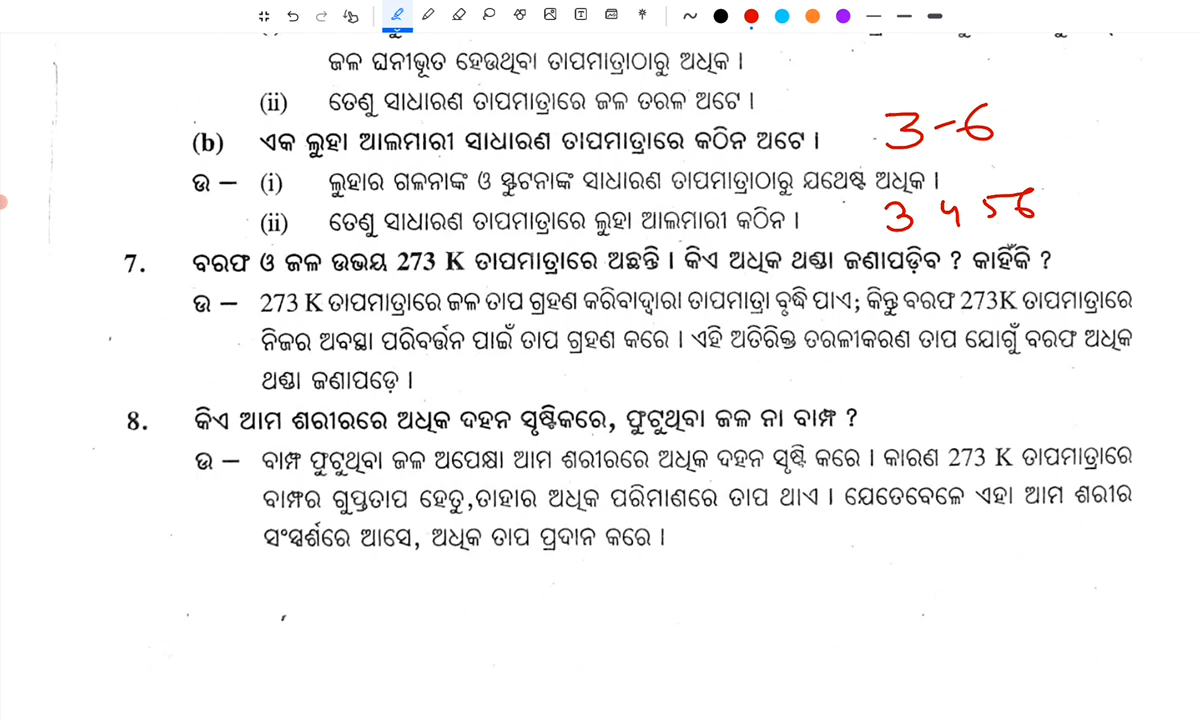 ଜଳ ଘନୀଭୂତ ହେଉଥିବା ତାପମାତ୍ରାଠାରୁ ଅଧିକ ।
(ii) ତେଣୁ ସାଧାରଣ ତାପମାତ୍ରାରେ ଜଳ ତରଳ ଅଟେ ।
(b) ଏକ ଲୁହା ଆଲମାରୀ ସାଧାରଣ ତାପମାତ୍ରାରେ କଠିନ ଅଟେ ।
3-6
ଉ – (i) ଲୁହାର ଗଳନାଙ୍କ ଓ ସ୍ଫୁଟନାଙ୍କ ସାଧାରଣ ତାପମାତ୍ରାଠାରୁ ଯଥେଷ୍ଟ ଅଧିକ ।
(ii) ତେଣୁ ସାଧାରଣ ତାପମାତ୍ରାରେ ଲୁହା ଆଲମାରୀ କଠିନ ।
3 4 5 6
7. ବରଫ ଓ ଜଳ ଉଭୟ 273 K ତାପମାତ୍ରାରେ ଅଛନ୍ତି । କିଏ ଅଧିକ ଥଣ୍ଡା ଜଣାପଡ଼ିବ ? କାହିଁକି ?
ଉ – 273 K ତାପମାତ୍ରାରେ ଜଳ ତାପ ଗ୍ରହଣ କରିବାଦ୍ୱାରା ତାପମାତ୍ରା ବୃଦ୍ଧି ପାଏ; କିନ୍ତୁ ବରଫ 273K ତାପମାତ୍ରାରେ
ନିଜର ଅବସ୍ଥା ପରିବର୍ତ୍ତନ ପାଇଁ ତାପ ଗ୍ରହଣ କରେ । ଏହି ଅତିରିକ୍ତ ତରଳୀକରଣ ତାପ ଯୋଗୁଁ ବରଫ ଅଧିକ
ଥଣ୍ଡା ଜଣାପଡ଼େ ।
8. କିଏ ଆମ ଶରୀରରେ ଅଧିକ ଦହନ ସୃଷ୍ଟିକରେ, ଫୁଟୁଥିବା ଜଳ ନା ବାମ୍ଫ ?
ଉ – ବାମ୍ଫ ଫୁଟୁଥିବା ଜଳ ଅପେକ୍ଷା ଆମ ଶରୀରରେ ଅଧିକ ଦହନ ସୃଷ୍ଟି କରେ । କାରଣ 273 K ତାପମାତ୍ରାରେ
ବାମ୍ଫର ଗୁପ୍ତତାପ ହେତୁ,ତାହାର ଅଧିକ ପରିମାଣରେ ତାପ ଥାଏ । ଯେତେବେଳେ ଏହା ଆମ ଶରୀର
ସଂସ୍ପର୍ଶରେ ଆସେ, ଅଧିକ ତାପ ପ୍ରଦାନ କରେ ।